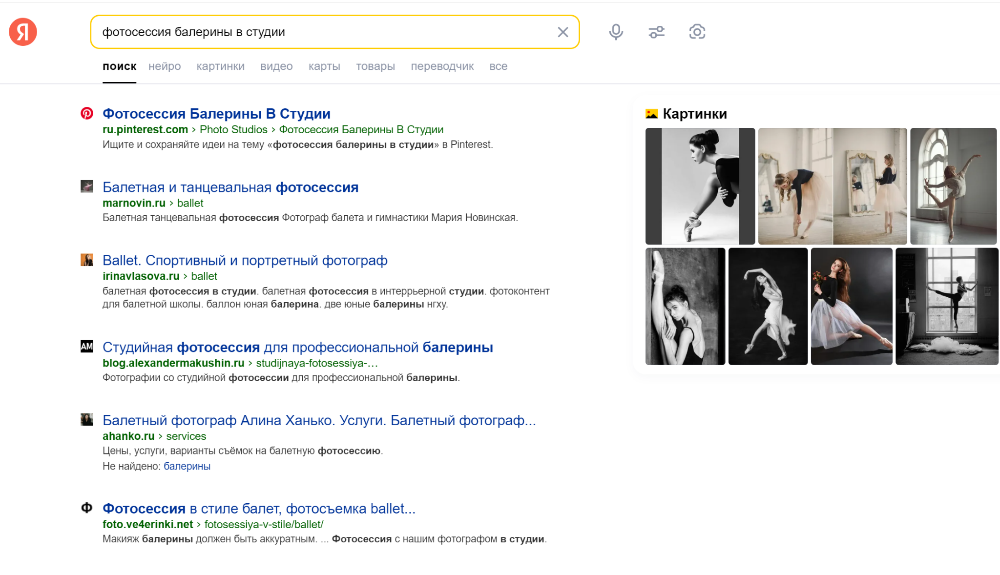 Я
фотосессия балерины в студии
поиск нейро картинки видео карты товары переводчик все
Фотосессия Балерины В Студии
ru.pinterest.com › Photo Studios › Фотосессия Балерины В Студии
Ищите и сохраняйте идеи на тему «фотосессия балерины в студии» в Pinterest.
Балетная и танцевальная фотосессия
marnovin.ru › ballet
Балетная танцевальная фотосессия Фотограф балета и гимнастики Мария Новинская.
Ballet. Спортивный и портретный фотограф
irinavlasova.ru › ballet
балетная фотосессия в студии. балетная фотосессия в интеррьерной студии. фотоконтент
для балетной школы. баллон юная балерина. две юные балерины нгху.
AM
Студийная фотосессия для профессиональной балерины
blog.alexandermakushin.ru › studijnaya-fotosessiya-…
Фотографии со студийной фотосессии для профессиональной балерины.
Балетный фотограф Алина Ханько. Услуги. Балетный фотограф...
ahanko.ru › services
Цены, услуги, варианты съёмок на балетную фотосессию.
Не найдено: балерины
Ф
Фотосессия в стиле балет, фотосъемка ballet...
foto.ve4erinki.net › fotosessiya-v-stile/ballet/
Макияж балерины должен быть аккуратным. ... Фотосессия с нашим фотографом в студии.
Картинки